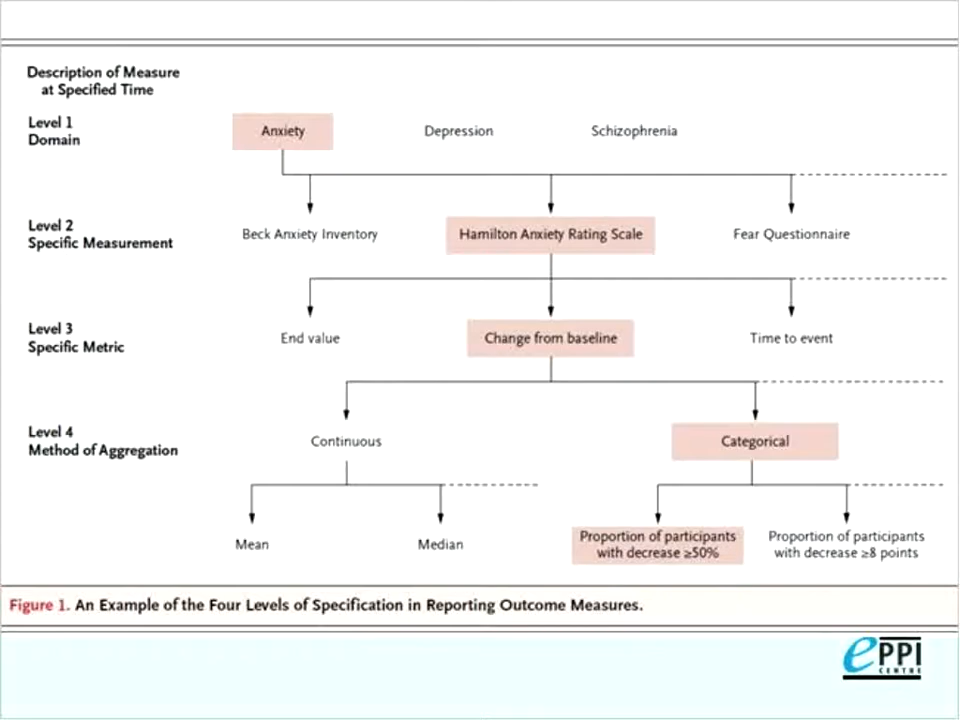 Description of Measure
at Specified Time
Level 1
Domain
Anxiety
Depression
Schizophrenia
Level 2
Specific Measurement
Beck Anxiety Inventory
Hamilton Anxiety Rating Scale
Fear Questionnaire
Level 3
Specific Metric
End value
Change from baseline
Time to event
Level 4
Method of Aggregation
Continuous
Categorical
Mean
Median
Proportion of participants
with decrease ≥50%
Proportion of participants
with decrease ≥8 points
Figure 1. An Example of the Four Levels of Specification in Reporting Outcome Measures.
ePPI
CENTRE